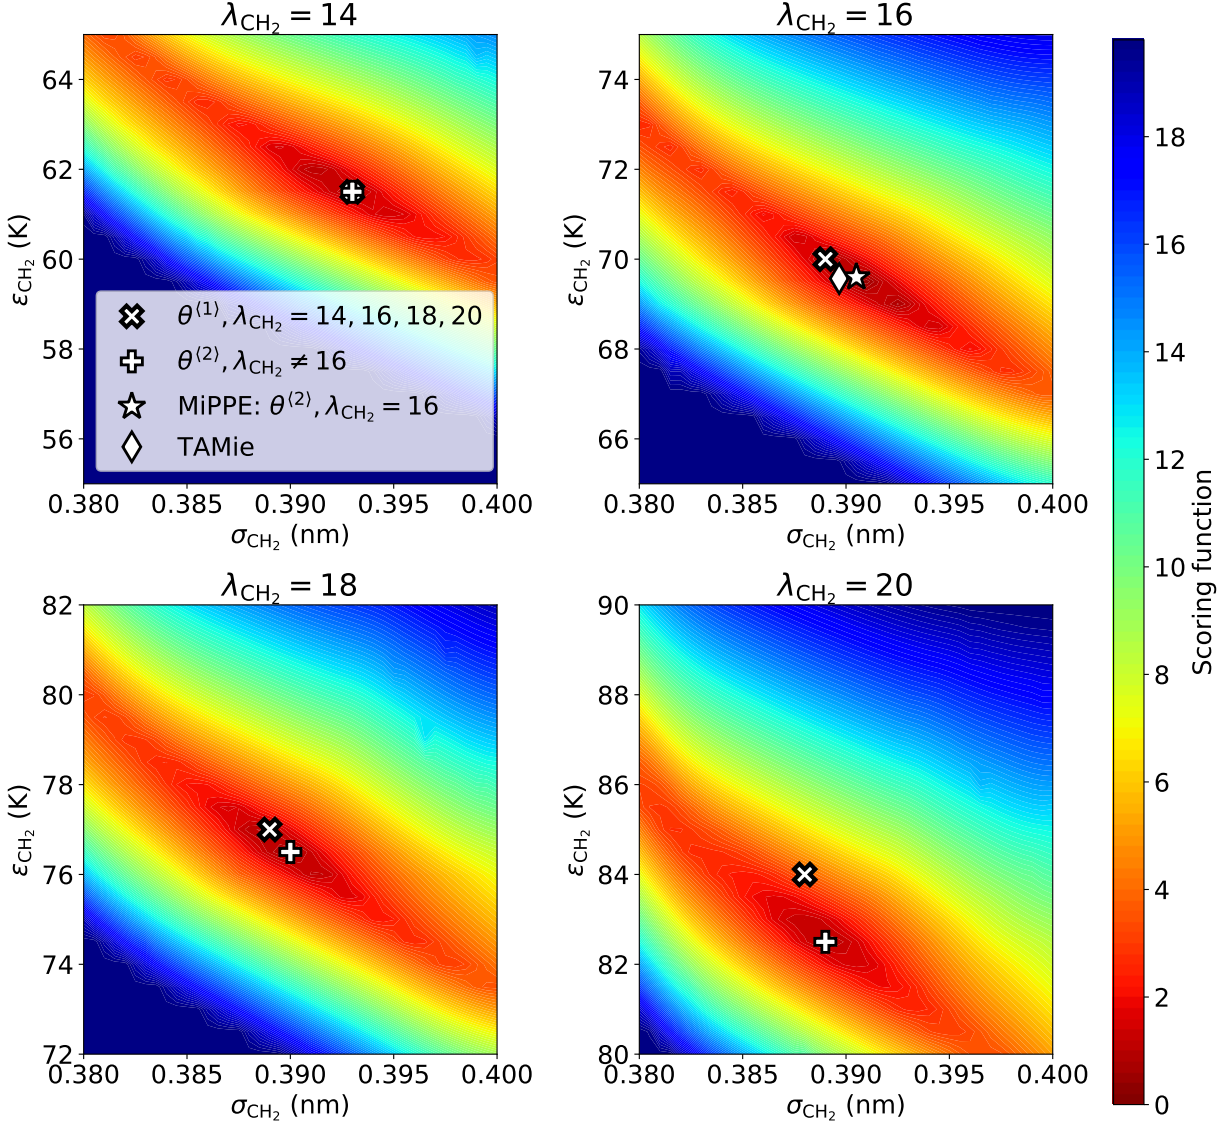 λCH₂ = 14
64
62
60
58
56
εCH₂ (K)
θ⟨1⟩, λCH₂ = 14, 16, 18, 20
θ⟨2⟩, λCH₂ ≠ 16
MiPPE: θ⟨2⟩, λCH₂ = 16
TAMie
0.380 0.385 0.390 0.395 0.400
σCH₂ (nm)
λCH₂ = 16
74
72
70
68
66
εCH₂ (K)
0.380 0.385 0.390 0.395 0.400
σCH₂ (nm)
λCH₂ = 18
82
80
78
76
74
72
εCH₂ (K)
0.380 0.385 0.390 0.395 0.400
σCH₂ (nm)
λCH₂ = 20
90
88
86
84
82
80
εCH₂ (K)
0.380 0.385 0.390 0.395 0.400
σCH₂ (nm)
18
16
14
12
10
8
6
4
2
0
Scoring function